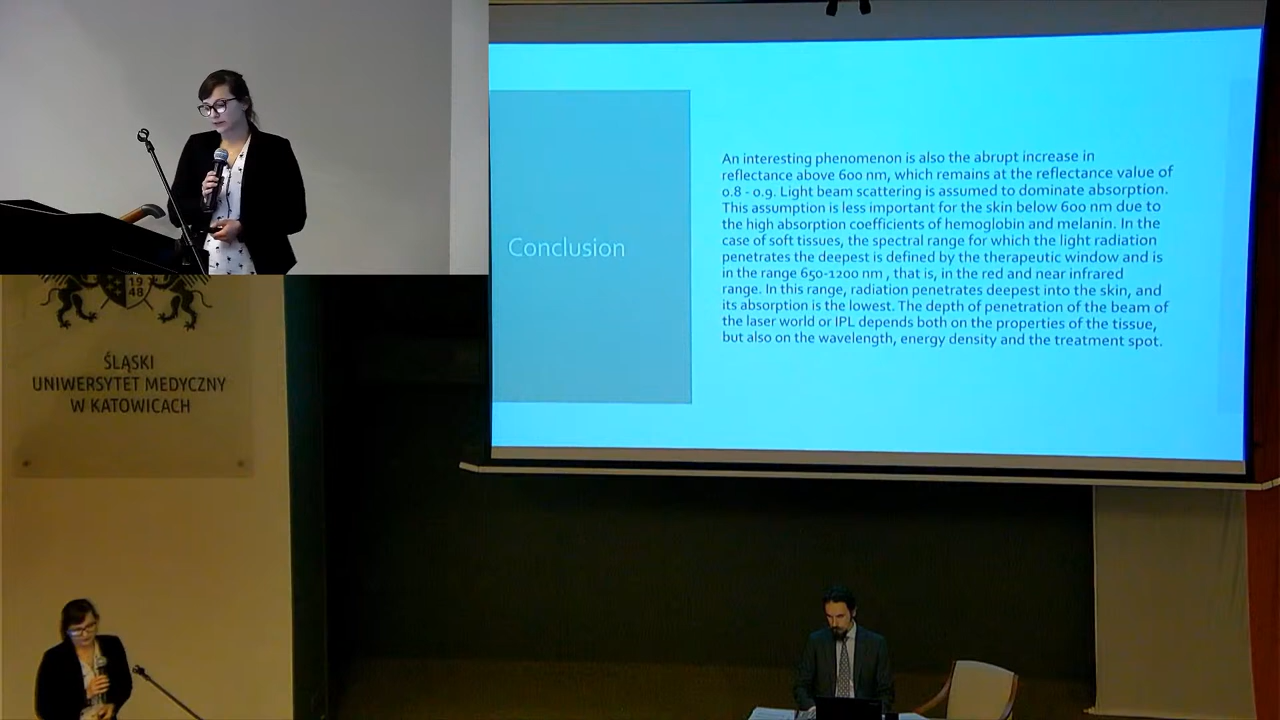 Conclusion
An interesting phenomenon is also the abrupt increase in
reflectance above 600 nm, which remains at the reflectance value of
0.8 - 0.9. Light beam scattering is assumed to dominate absorption.
This assumption is less important for the skin below 600 nm due to
the high absorption coefficients of hemoglobin and melanin. In the
case of soft tissues, the spectral range for which the light radiation
penetrates the deepest is defined by the therapeutic window and is
in the range 650-1200 nm , that is, in the red and near infrared
range. In this range, radiation penetrates deepest into the skin, and
its absorption is the lowest. The depth of penetration of the beam of
the laser world or IPL depends both on the properties of the tissue,
but also on the wavelength, energy density and the treatment spot.
19
48
ŚLĄSKI
UNIWERSYTET MEDYCZNY
W KATOWICACH